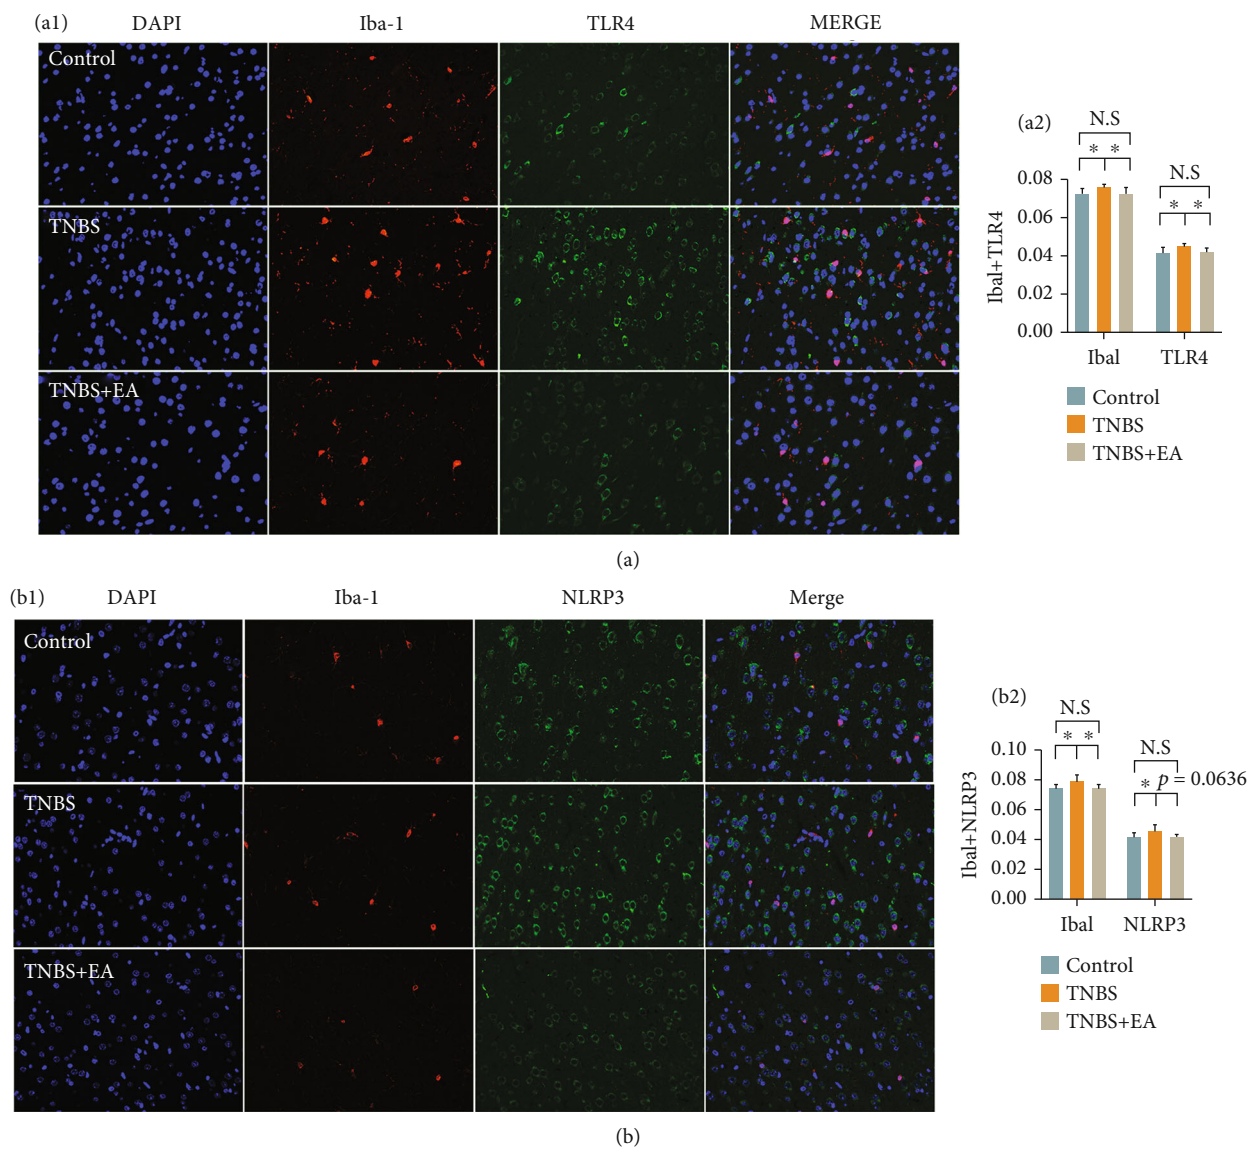 (a1) DAPI Iba-1 TLR4 MERGE
Control
TNBS
TNBS+EA
(a2)
N.S
* *
N.S
* *
0.08
0.06
0.04
0.02
0.00
Ibal+TLR4
Ibal TLR4
Control
TNBS
TNBS+EA
(a)
(b1) DAPI Iba-1 NLRP3 Merge
Control
TNBS
TNBS+EA
(b2)
N.S
* *
N.S
* p = 0.0636
0.10
0.08
0.06
0.04
0.02
0.00
Ibal+NLRP3
Ibal NLRP3
Control
TNBS
TNBS+EA
(b)